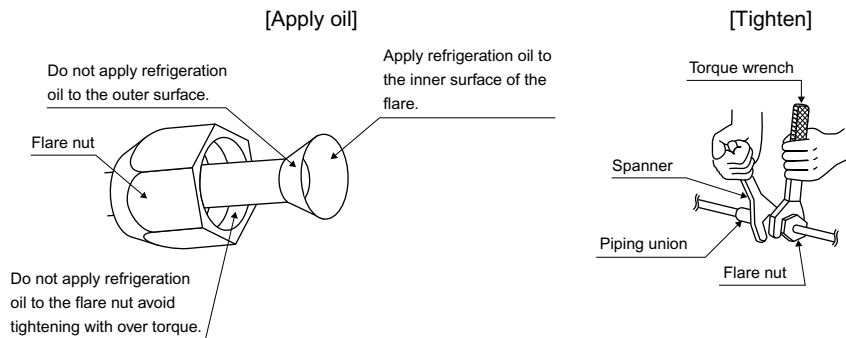 [Apply oil]
Do not apply refrigeration
oil to the outer surface.
Apply refrigeration oil to
the inner surface of the
flare.
Flare nut
Do not apply refrigeration
oil to the flare nut avoid
tightening with over torque.
[Tighten]
Torque wrench
Spanner
Piping union
Flare nut